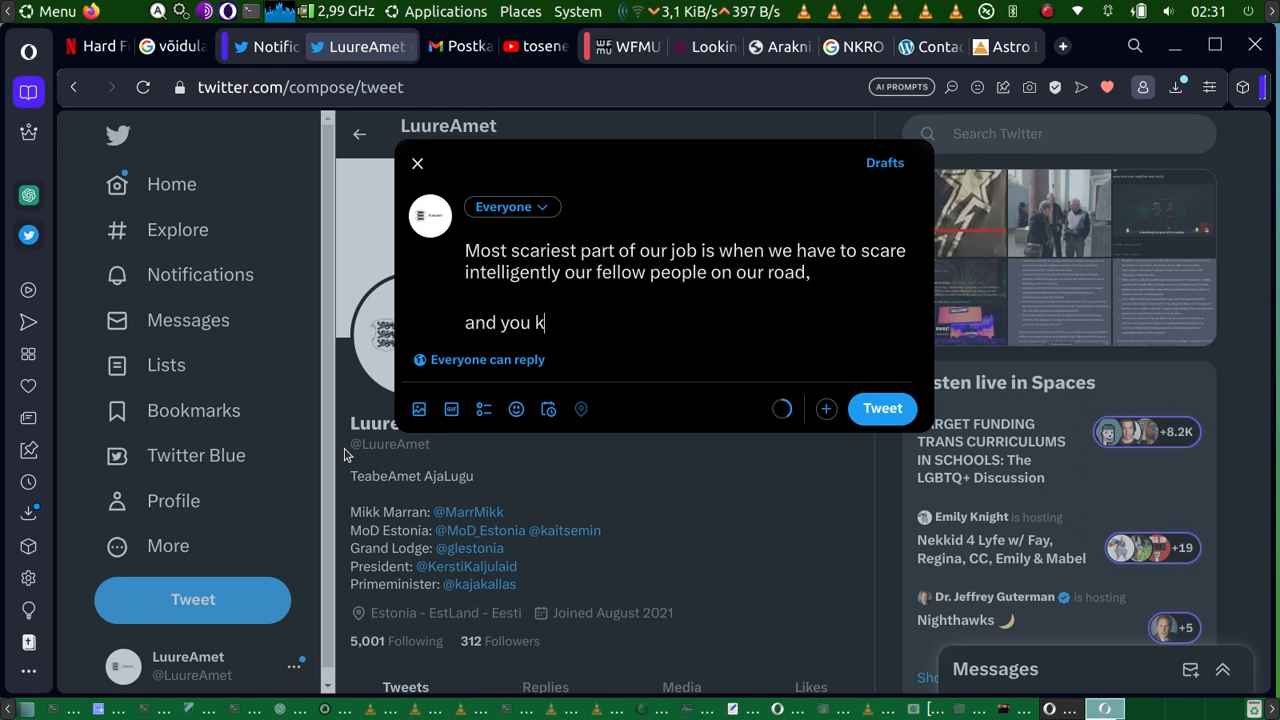 Menu
2,99 GHz
Applications
Places
System
3,1 KiB/s
397 B/s
02:31
Hard F
võidula
Notific
LuureAmet
Postka
tosene
WFMU
Lookin
Arakni
NKRO
Contac
Astro L
twitter.com/compose/tweet
AI PROMPTS
LuureAmet
Search Twitter
Home
Explore
Notifications
Messages
Lists
Bookmarks
Twitter Blue
Profile
More
Tweet
LuureAmet
@LuureAmet
Drafts
Everyone
Most scariest part of our job is when we have to scare
intelligently our fellow people on our road,
and you k
Everyone can reply
GIF
Tweet
Luure
@LuureAmet
TeabeAmet AjaLugu
Mikk Marran: @MarrMikk
MoD Estonia: @MoD_Estonia @kaitsemin
Grand Lodge: @glestonia
President: @KerstiKaljulaid
Primeminister: @kajakallas
Estonia - EstLand - Eesti
Joined August 2021
5,001 Following
312 Followers
Tweets
Replies
Media
Likes
sten live in Spaces
ARGET FUNDING
TRANS CURRICULUMS
IN SCHOOLS: The
LGBTQ+ Discussion
+8.2K
Emily Knight is hosting
Nekkid 4 Lyfe w/ Fay,
Regina, CC, Emily & Mabel
+19
Dr. Jeffrey Guterman is hosting
Nighthawks
+5
Sho
Messages